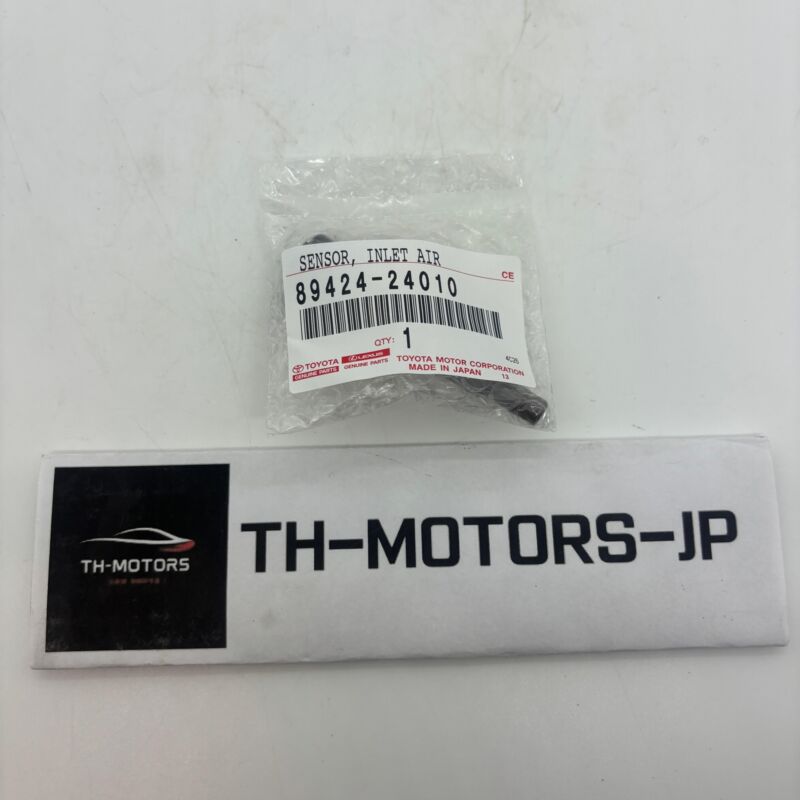 SENSOR, INLET AIR
CE
89424-24010
QTY: 1
4C25
TOYOTA
GENUINE PARTS
LEXUS
GENUINE PARTS
TOYOTA MOTOR CORPORATION
MADE IN JAPAN 13
TH-MOTORS
TH-MOTORS-JP